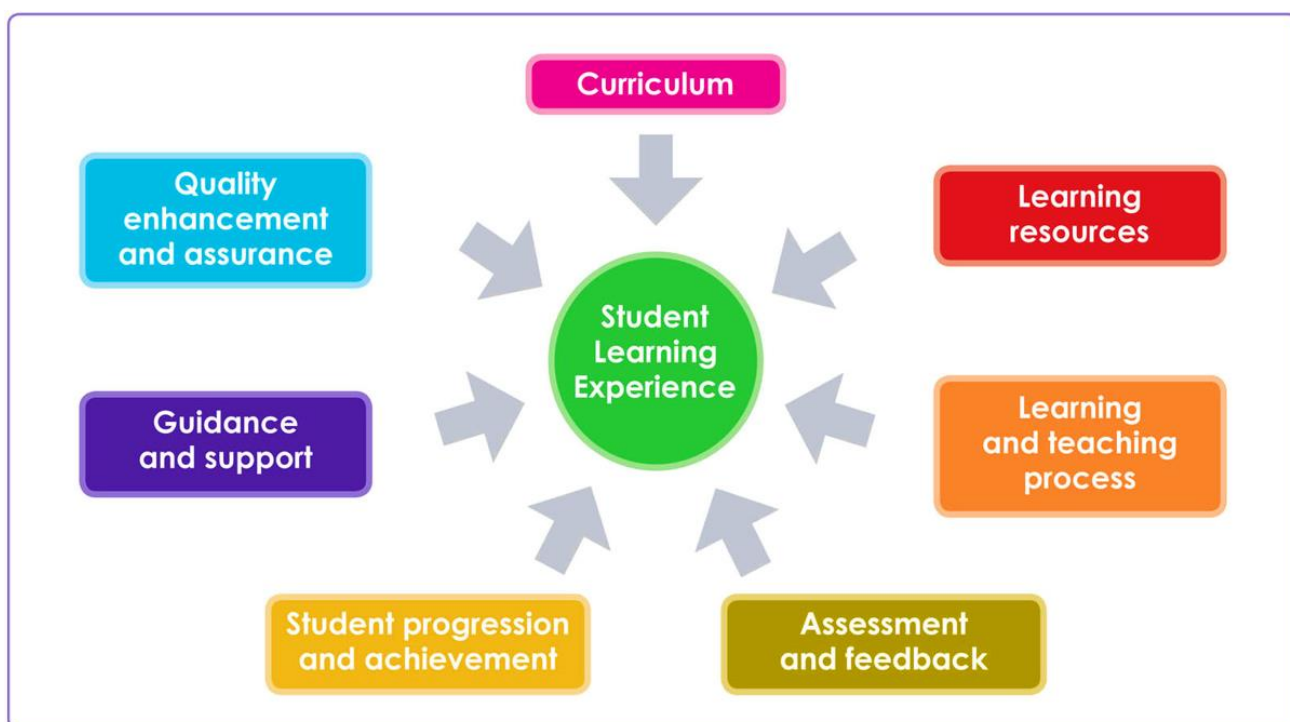 Curriculum
Quality
enhancement
and assurance
Learning
resources
Student
Learning
Experience
Guidance
and support
Learning
and teaching
process
Student progression
and achievement
Assessment
and feedback